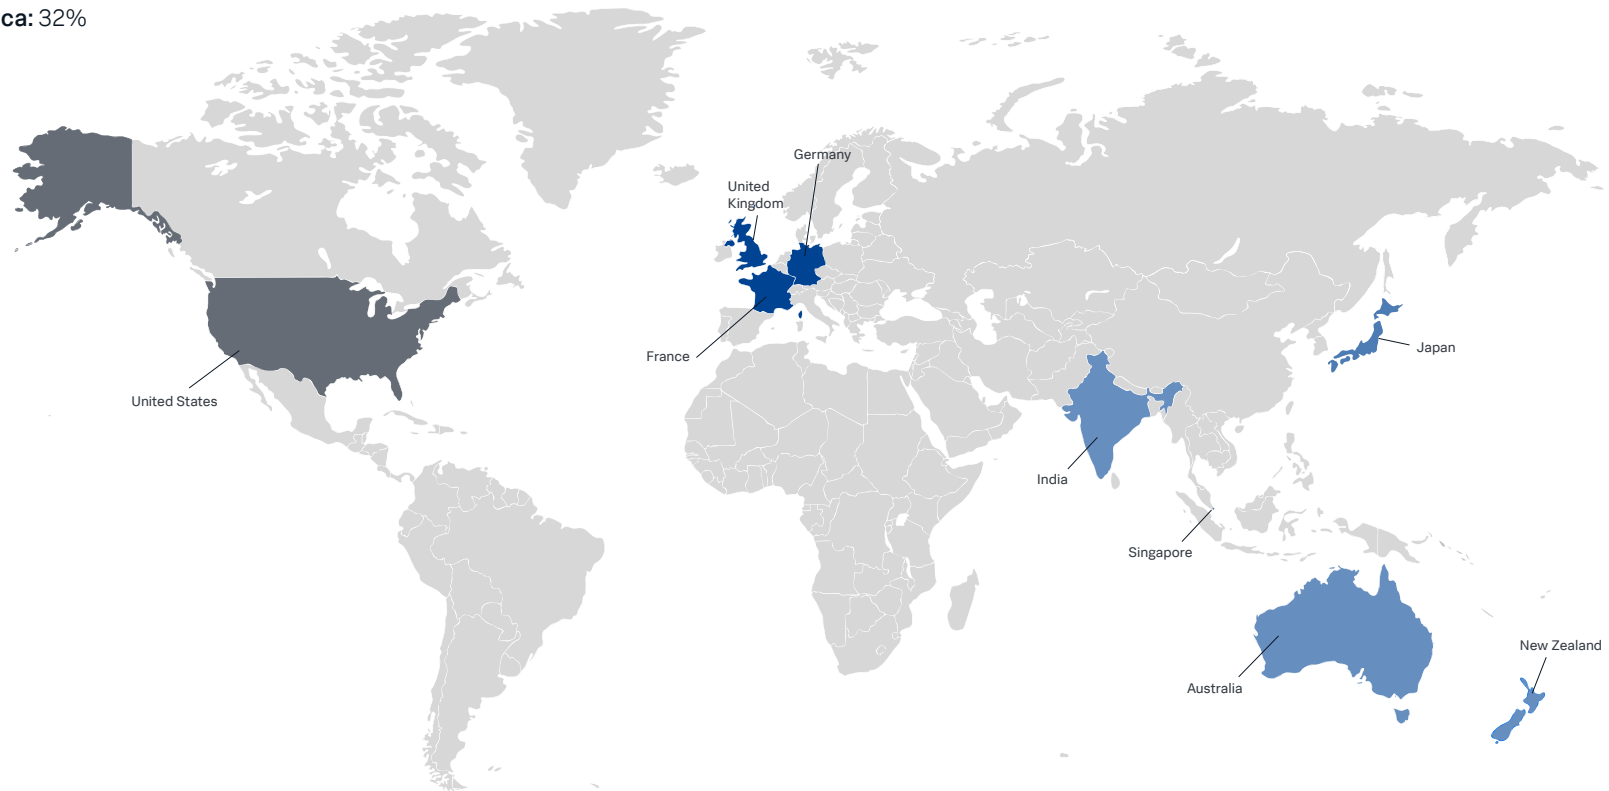 ca: 32%
Germany
United
Kingdom
France
Japan
United States
India
Singapore
New Zealand
Australia